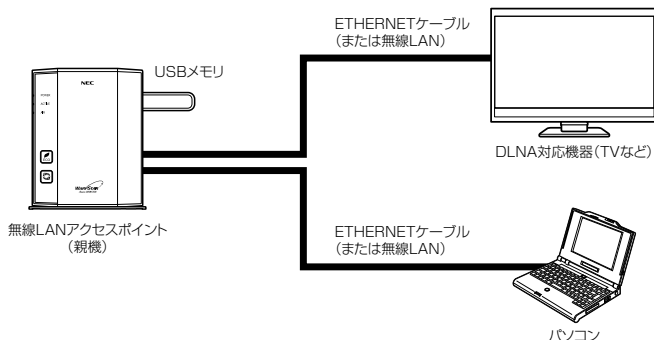 ETHERNETケーブル
(または無線LAN)
USBメモリ
NEC
POWER
ACTIVE
DLNA対応機器(TVなど)
無線LANアクセスポイント
(親機)
ETHERNETケーブル
(または無線LAN)
パソコン